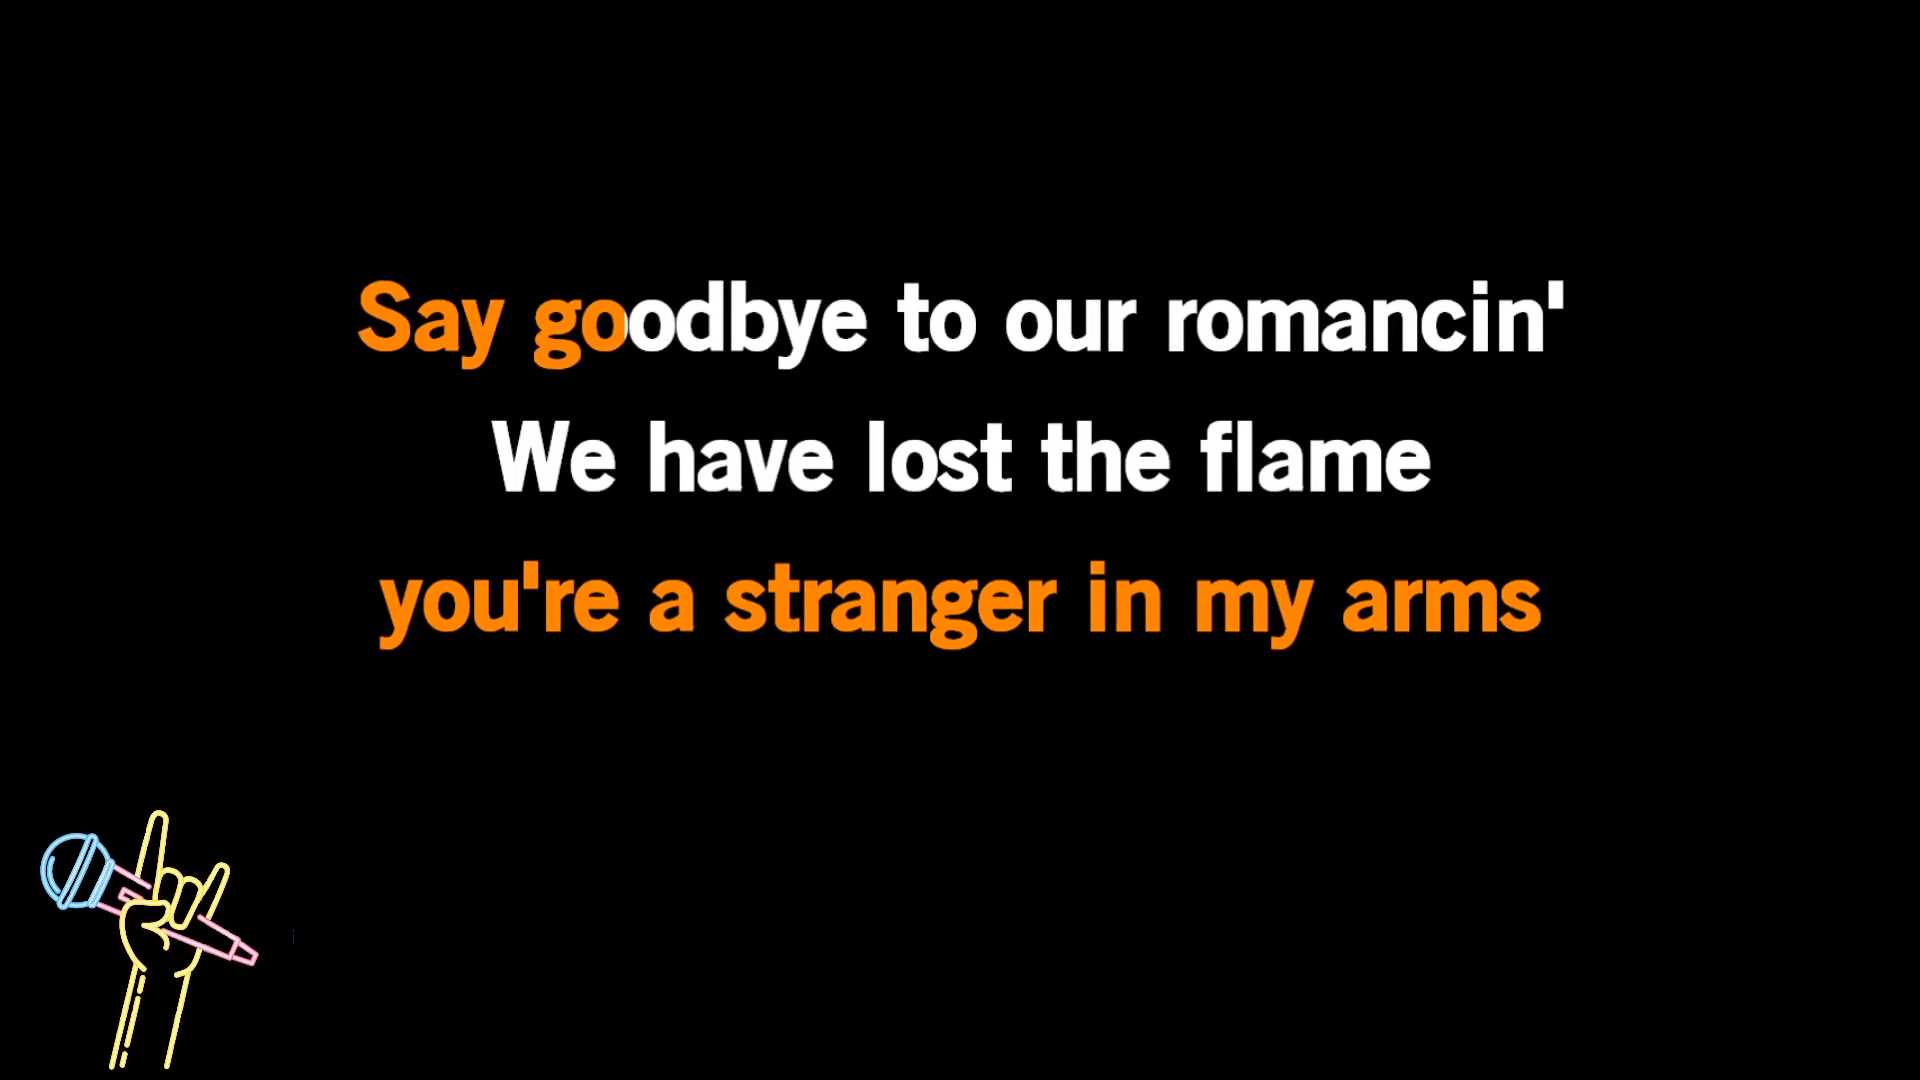 Say goodbye to our romancin'
We have lost the flame
you're a stranger in my arms